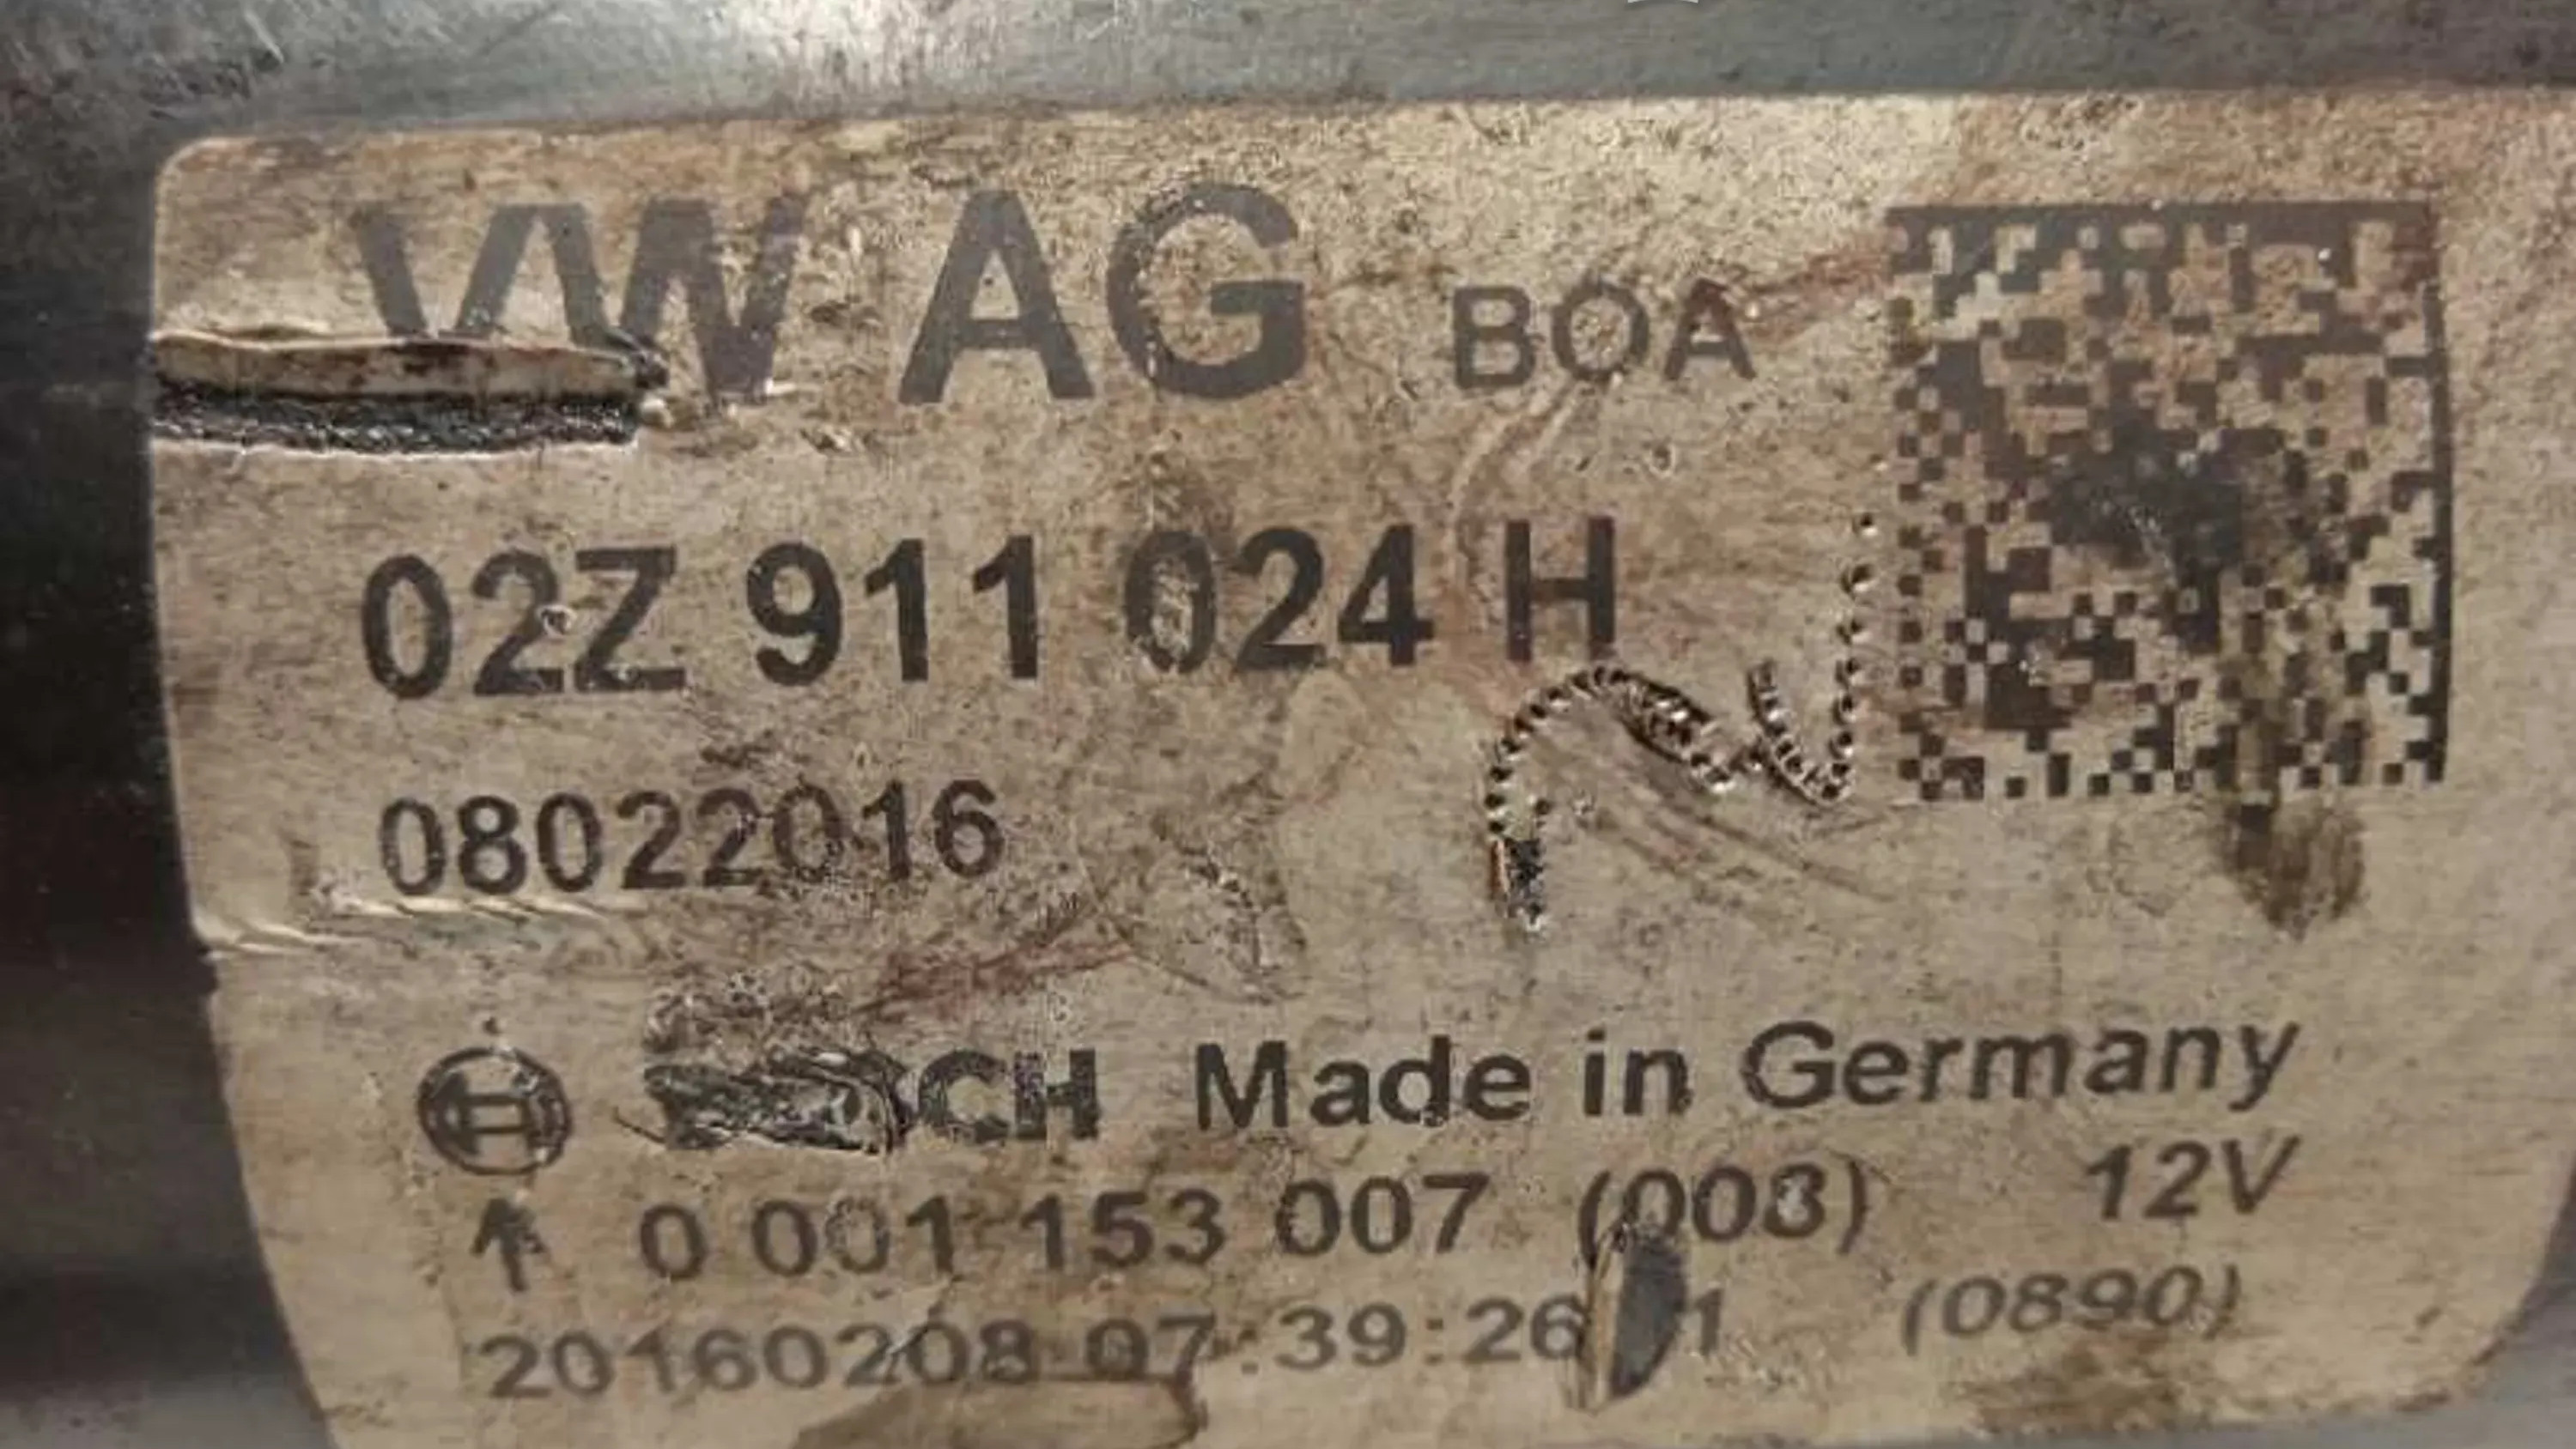 VW AG BOA
02Z 911 024 H
08022016
BOSCH Made in Germany
↑ 0 001 153 007 (008) 12V
20160208 07:39:26 1 (0890)